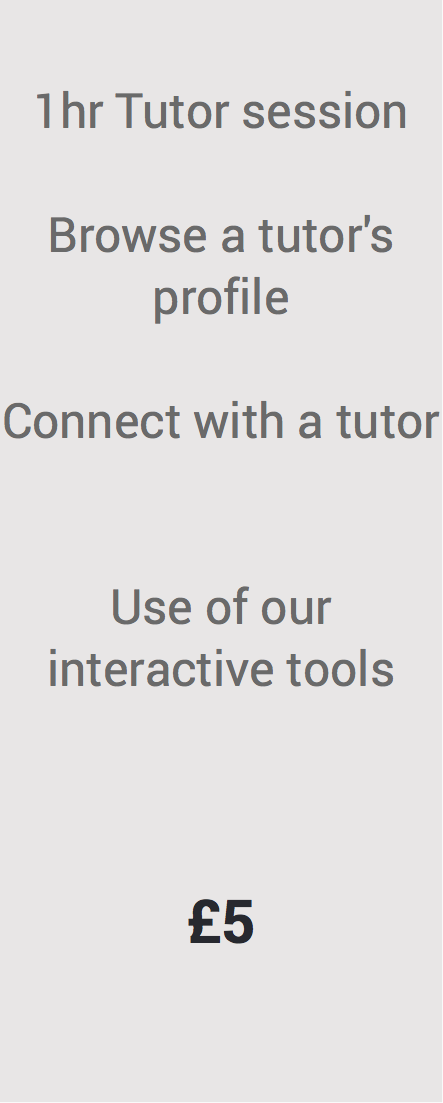 1hr Tutor session
Browse a tutor's
profile
Connect with a tutor
Use of our
interactive tools
£5